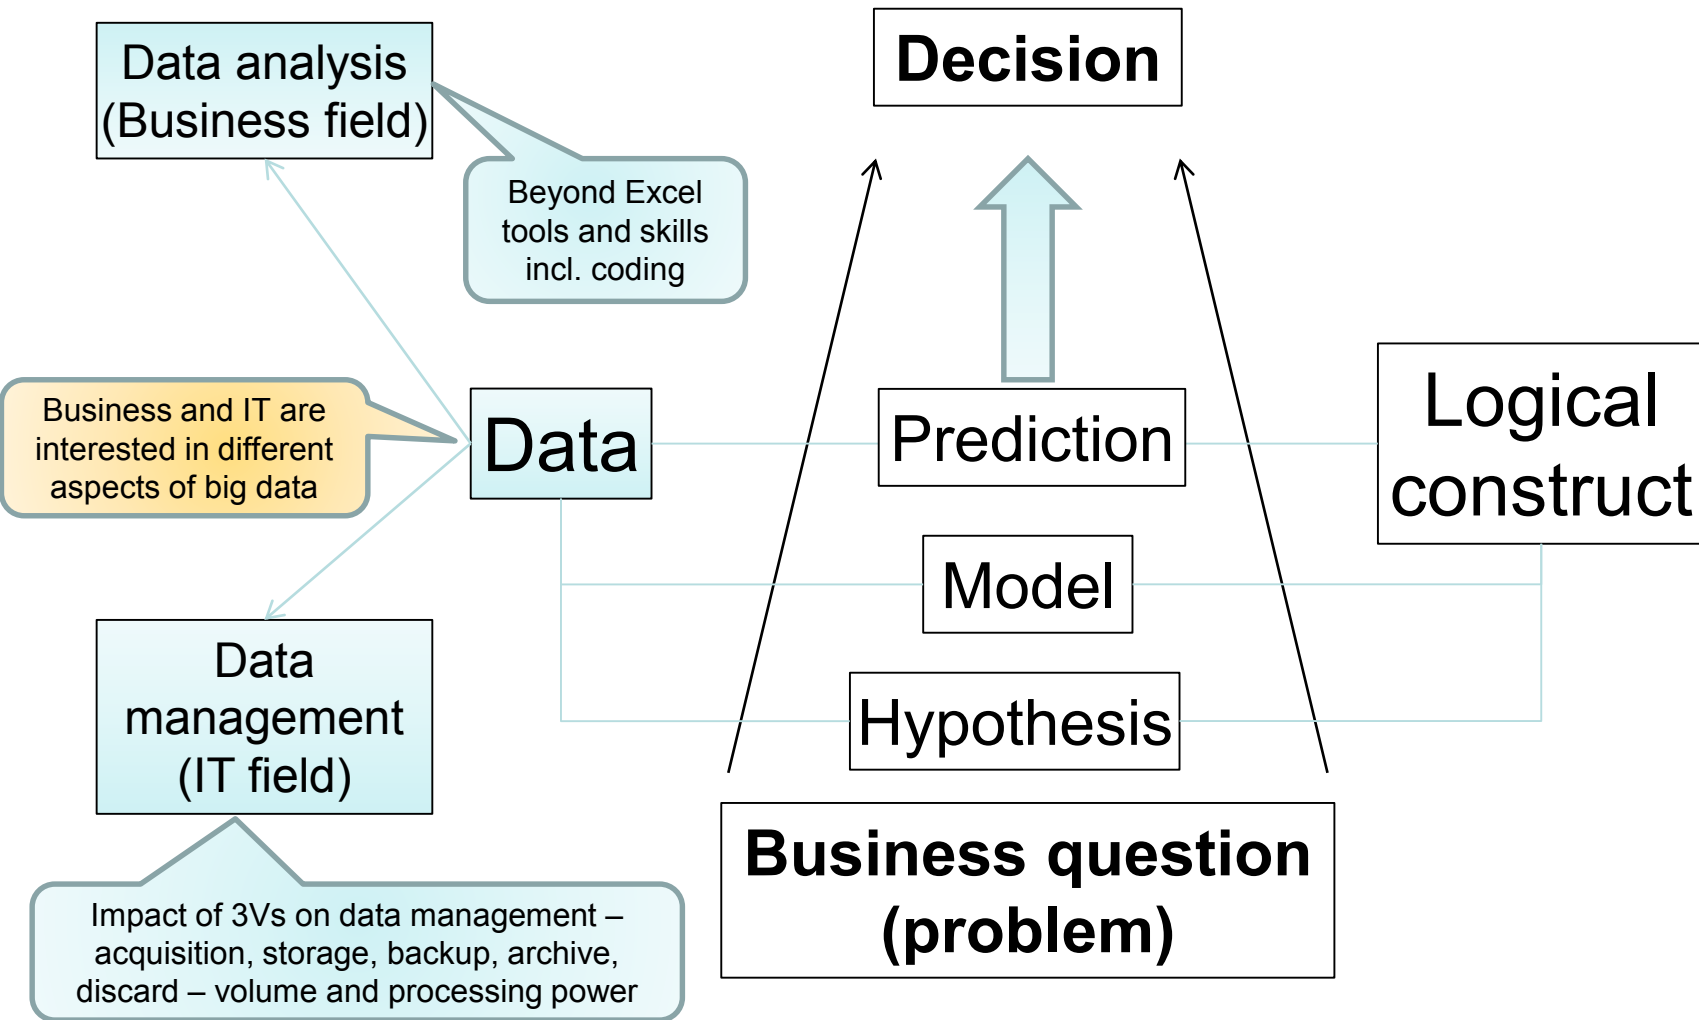 Data analysis
(Business field)
Decision
Beyond Excel
tools and skills
incl. coding
Business and IT are
interested in different
aspects of big data
Data
Prediction
Logical
construct
Model
Data
management
(IT field)
Hypothesis
Business question
(problem)
Impact of 3Vs on data management –
acquisition, storage, backup, archive,
discard – volume and processing power